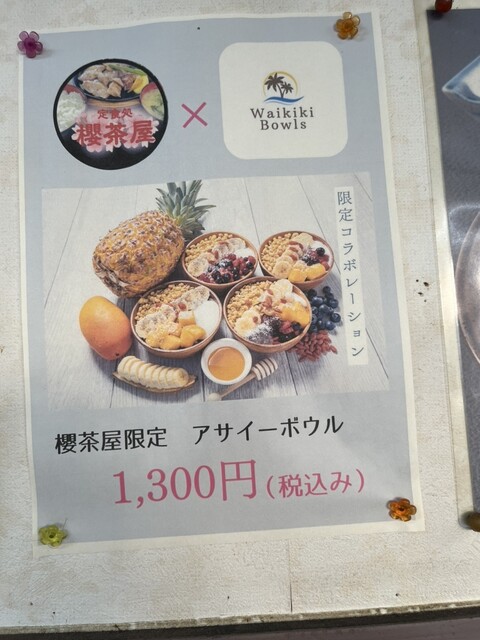 定食処
櫻茶屋
×
Waikiki
Bowls
限定コラボレーション
櫻茶屋限定 アサイーボウル
1,300円(税込み)